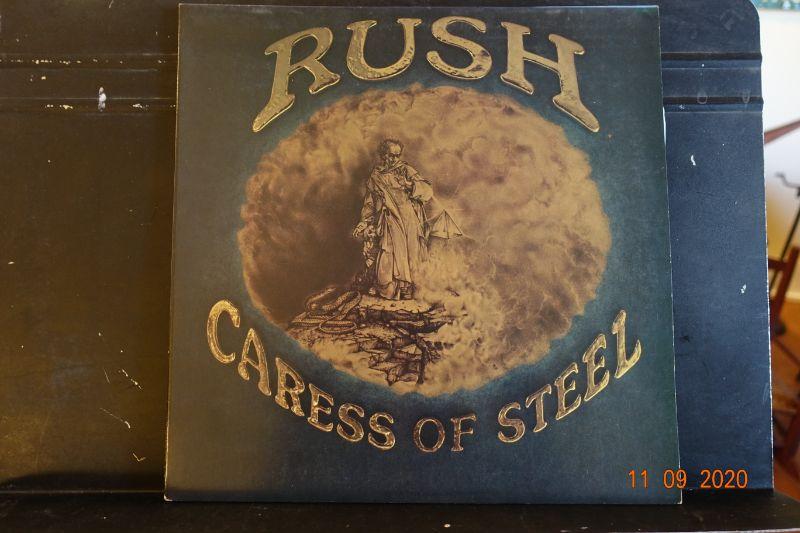 RUSH
CARESS OF STEEL
11 09 2020